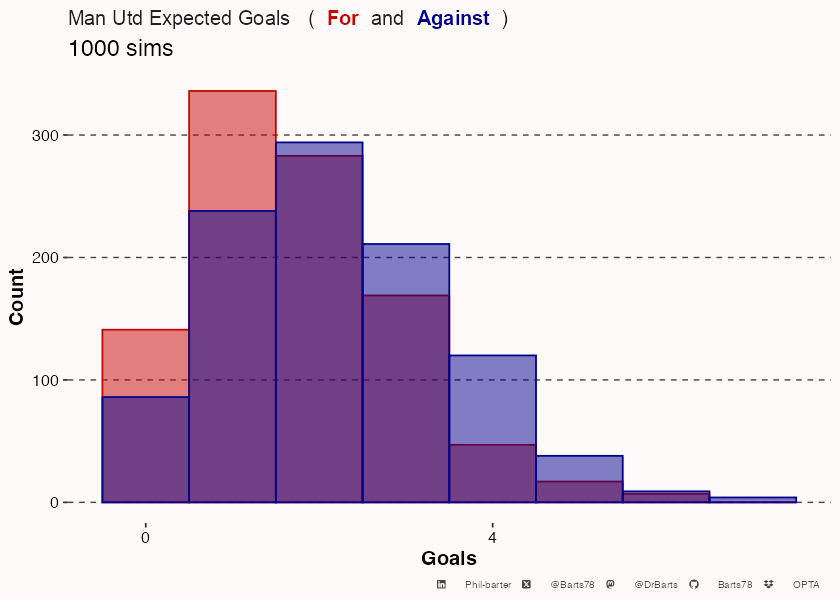 Man Utd Expected Goals ( For and Against )
1000 sims
300
200
100
0
Count
0 4
Goals
Phil-barter @Barts78 @DrBarts Barts78 OPTA